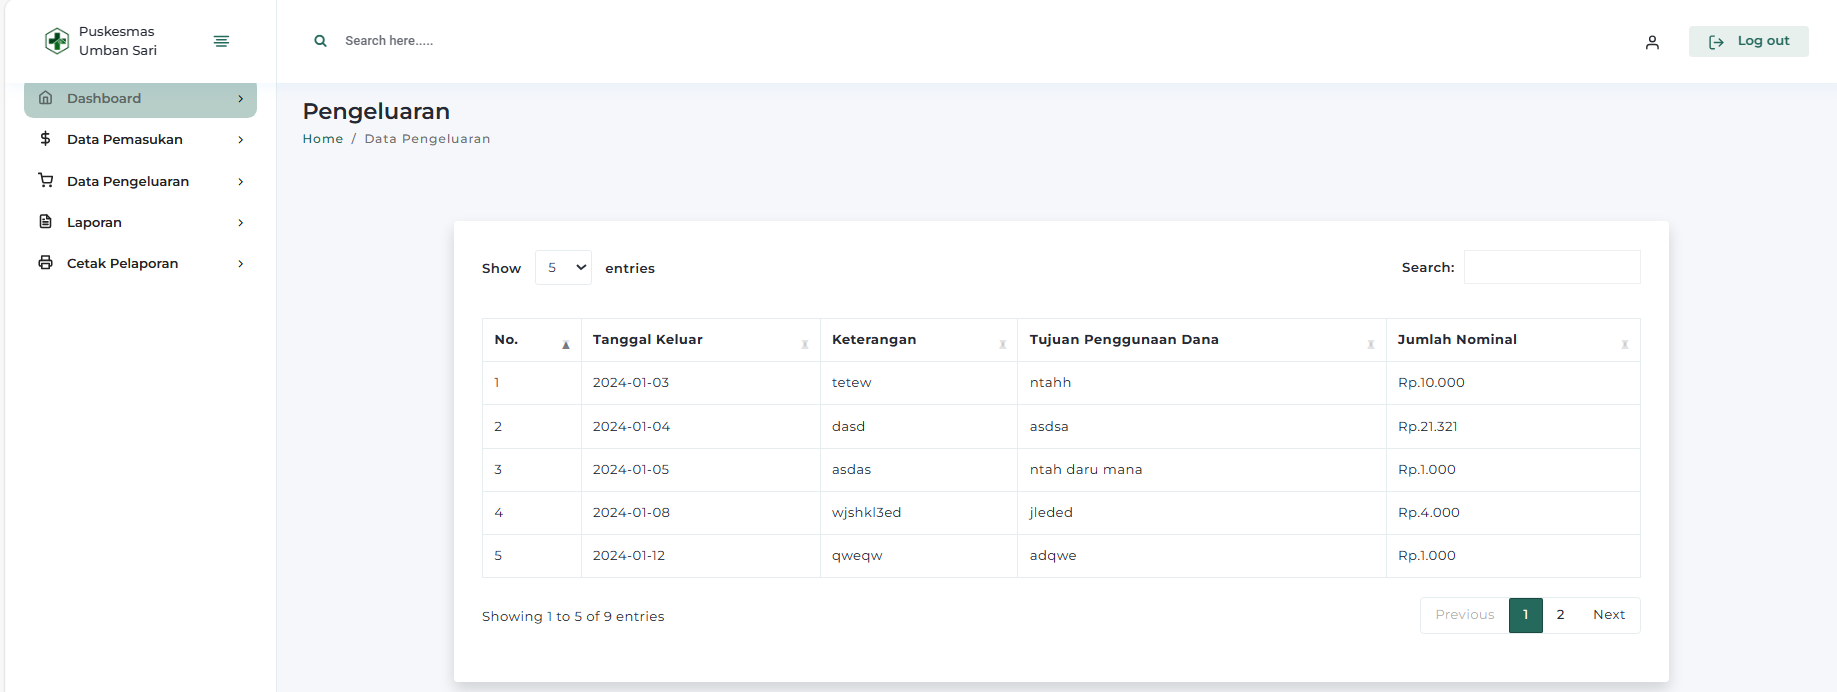 Puskesmas
Umban Sari
Search here.....
Log out
Dashboard
Data Pemasukan
Data Pengeluaran
Laporan
Cetak Pelaporan
Pengeluaran
Home / Data Pengeluaran
Show 5 entries
Search:
No. Tanggal Keluar Keterangan Tujuan Penggunaan Dana Jumlah Nominal
1 2024-01-03 tetew ntahh Rp.10.000
2 2024-01-04 dasd asdsa Rp.21.321
3 2024-01-05 asdas ntah daru mana Rp.1.000
4 2024-01-08 wjshkl3ed jleded Rp.4.000
5 2024-01-12 qweqw adqwe Rp.1.000
Showing 1 to 5 of 9 entries
Previous 1 2 Next